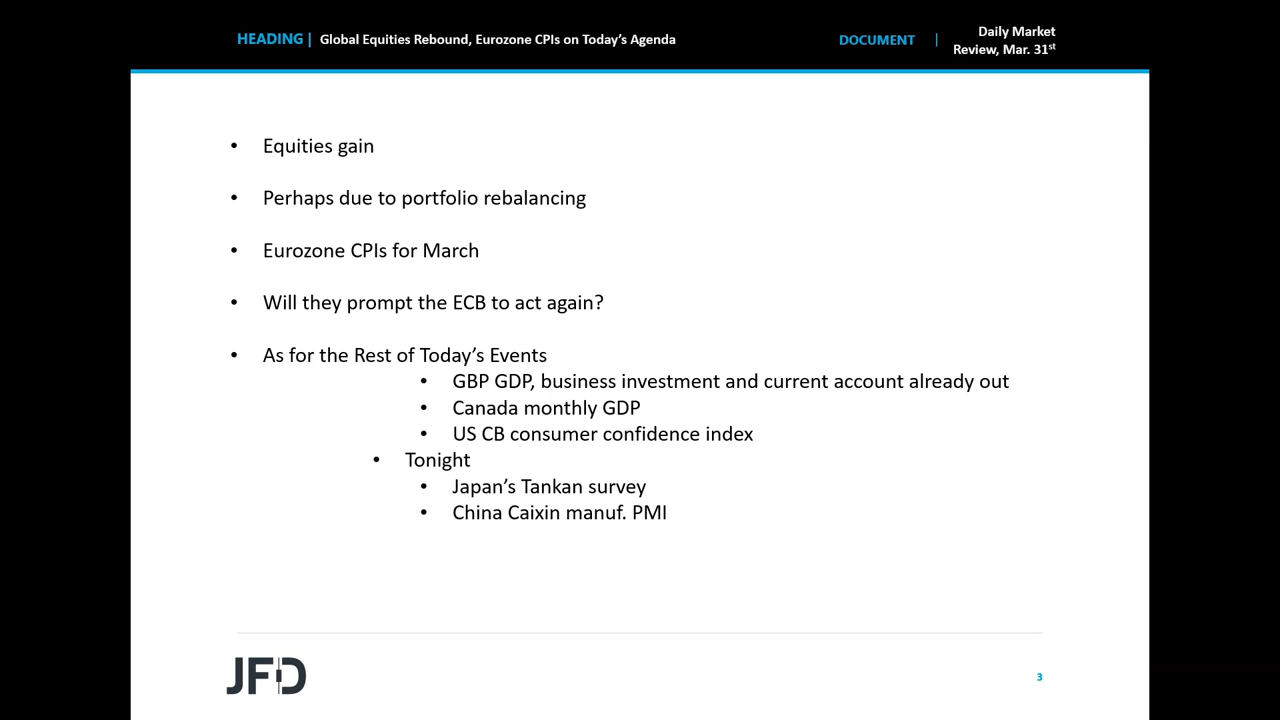 HEADING | Global Equities Rebound, Eurozone CPIs on Today's Agenda
DOCUMENT | Daily Market
Review, Mar. 31st
• Equities gain
• Perhaps due to portfolio rebalancing
• Eurozone CPIs for March
• Will they prompt the ECB to act again?
• As for the Rest of Today's Events
• GBP GDP, business investment and current account already out
• Canada monthly GDP
• US CB consumer confidence index
• Tonight
• Japan's Tankan survey
• China Caixin manuf. PMI
JFD
3